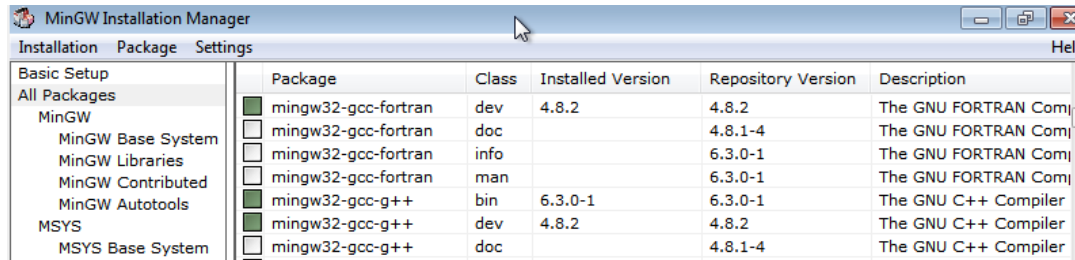 MinGW Installation Manager
Installation Package Settings Hel
Basic Setup
All Packages
MinGW
MinGW Base System
MinGW Libraries
MinGW Contributed
MinGW Autotools
MSYS
MSYS Base System
Package Class Installed Version Repository Version Description
mingw32-gcc-fortran dev 4.8.2 4.8.2 The GNU FORTRAN Comp
mingw32-gcc-fortran doc 4.8.1-4 The GNU FORTRAN Comp
mingw32-gcc-fortran info 6.3.0-1 The GNU FORTRAN Comp
mingw32-gcc-fortran man 6.3.0-1 The GNU FORTRAN Comp
mingw32-gcc-g++ bin 6.3.0-1 6.3.0-1 The GNU C++ Compiler
mingw32-gcc-g++ dev 4.8.2 4.8.2 The GNU C++ Compiler
mingw32-gcc-g++ doc 4.8.1-4 The GNU C++ Compiler